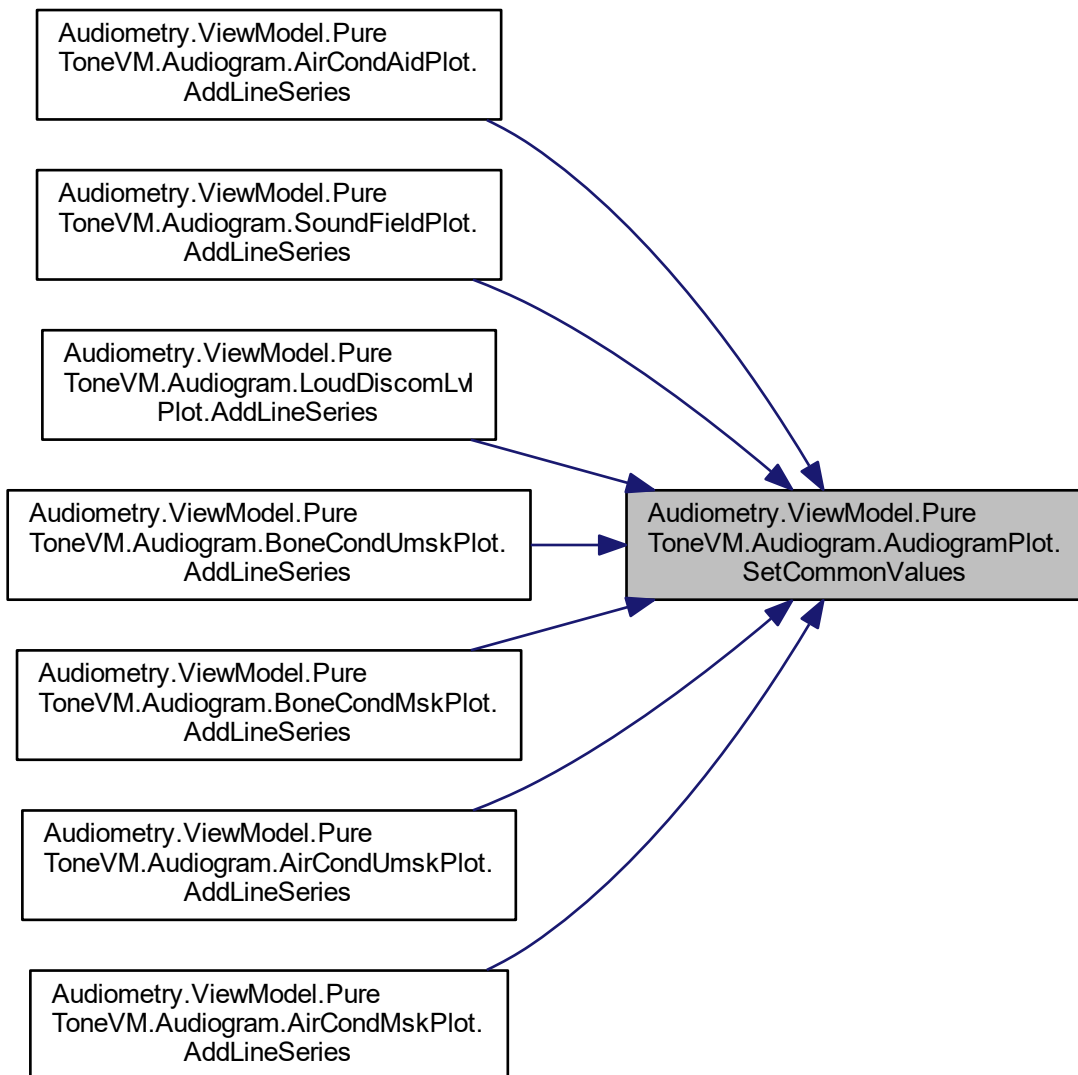 Audiometry.ViewModel.Pure
ToneVM.Audiogram.AirCondAidPlot.
AddLineSeries
Audiometry.ViewModel.Pure
ToneVM.Audiogram.SoundFieldPlot.
AddLineSeries
Audiometry.ViewModel.Pure
ToneVM.Audiogram.LoudDiscomLvl
Plot.AddLineSeries
Audiometry.ViewModel.Pure
ToneVM.Audiogram.BoneCondUmskPlot.
AddLineSeries
Audiometry.ViewModel.Pure
ToneVM.Audiogram.AudiogramPlot.
SetCommonValues
Audiometry.ViewModel.Pure
ToneVM.Audiogram.BoneCondMskPlot.
AddLineSeries
Audiometry.ViewModel.Pure
ToneVM.Audiogram.AirCondUmskPlot.
AddLineSeries
Audiometry.ViewModel.Pure
ToneVM.Audiogram.AirCondMskPlot.
AddLineSeries